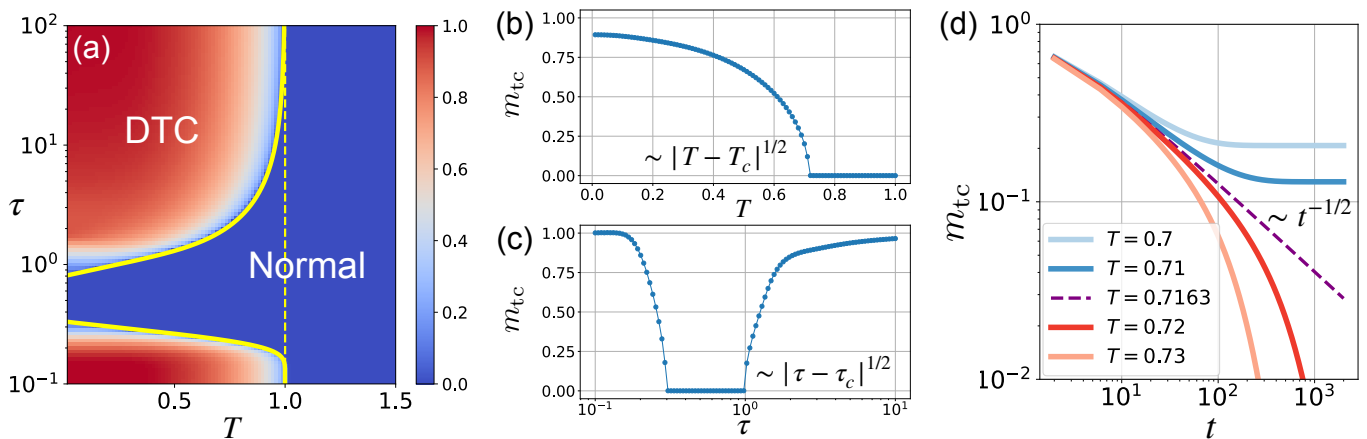 (a)
DTC
Normal
10²
10¹
10⁰
10⁻¹
τ
0.5
1.0
1.5
T
1.0
0.8
0.6
0.4
0.2
0.0
(b)
1.00
0.75
0.50
0.25
0.00
m_tc
∼ |T − T_c|^{1/2}
0.0 0.2 0.4 0.6 0.8 1.0
T
(c)
1.00
0.75
0.50
0.25
0.00
m_tc
∼ |τ − τ_c|^{1/2}
10⁻¹ 10⁰ 10¹
τ
(d)
10⁰
10⁻¹
10⁻²
m_tc
∼ t^{−1/2}
T = 0.7
T = 0.71
T = 0.7163
T = 0.72
T = 0.73
10¹ 10² 10³
t